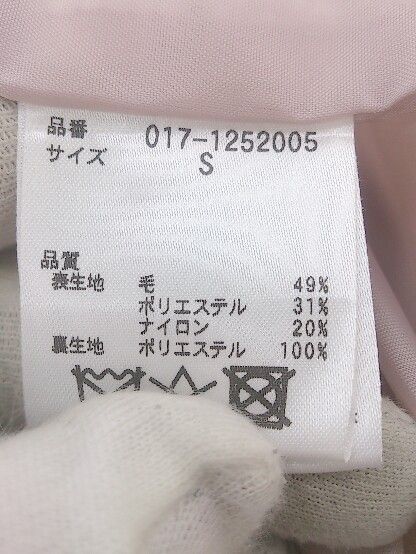 品番 017-1252005
サイズ S
品質
表生地 毛 49%
ポリエステル 31%
ナイロン 20%
裏生地 ポリエステル 100%